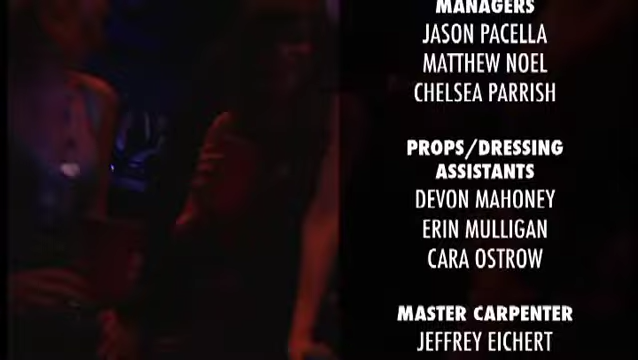 MANAGERS
JASON PACELLA
MATTHEW NOEL
CHELSEA PARRISH
PROPS/DRESSING
ASSISTANTS
DEVON MAHONEY
ERIN MULLIGAN
CARA OSTROW
MASTER CARPENTER
JEFFREY EICHERT